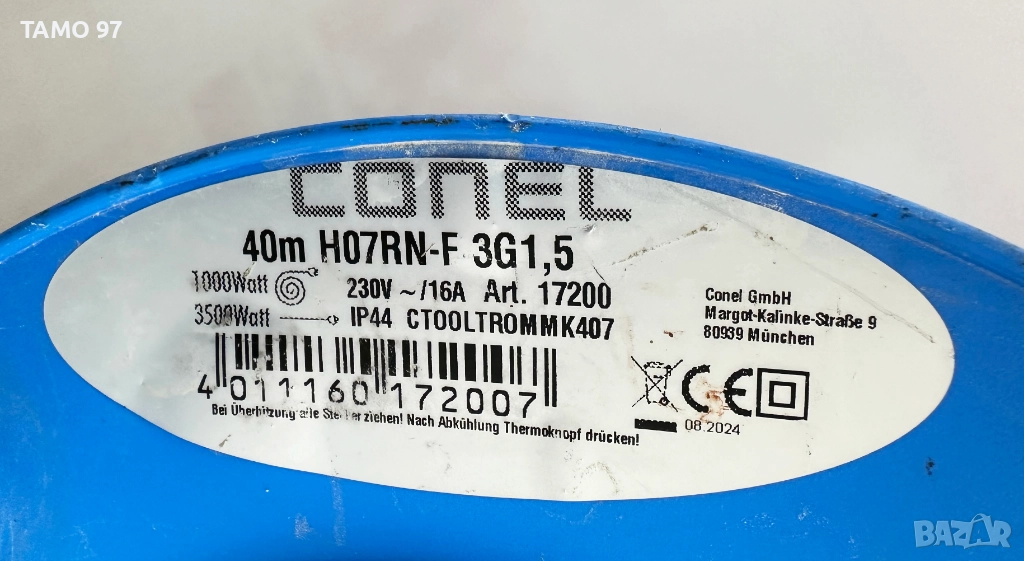 TAMO 97
CONEL
40m H07RN-F 3G1,5
1000Watt 230V ~/16A Art. 17200
3500Watt IP44 CTOOLTROMMK407
4 011160 172007
Bei Überhitzung alle Stecker ziehen! Nach Abkühlung Thermoknopf drücken!
Conel GmbH
Margot-Kalinke-Straße 9
80939 München
CE
08.2024
BAZAR